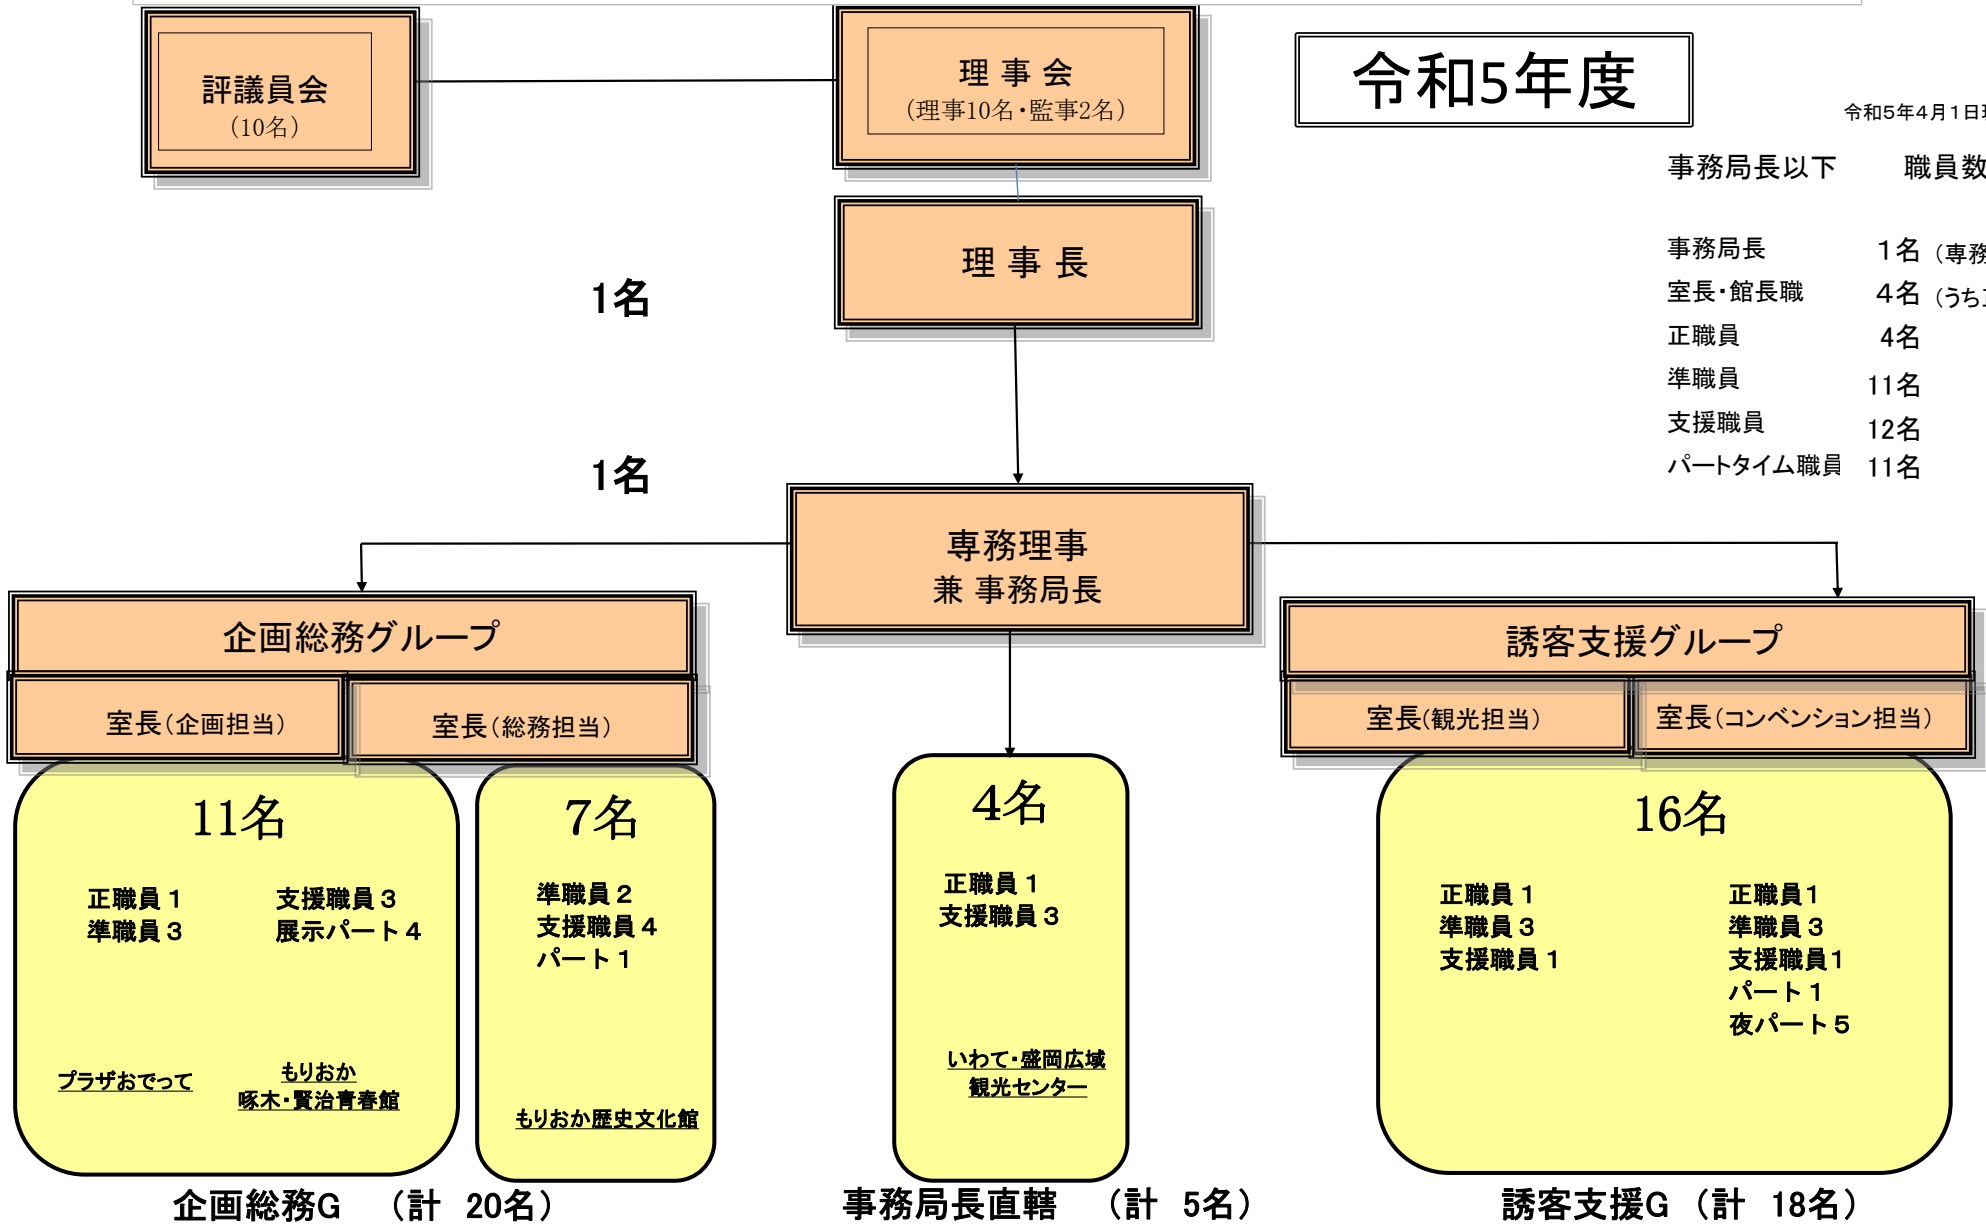 評議員会
（10名）
理 事 会
（理事10名・監事2名）
令和5年度
令和5年4月1日
事務局長以下　職員数
理 事 長
1名
事務局長　1名（専務
室長・館長職　4名（うち
正職員　4名
準職員　11名
支援職員　12名
パートタイム職員　11名
1名
専務理事
兼 事務局長
企画総務グループ
室長（企画担当）
室長（総務担当）
誘客支援グループ
室長（観光担当）
室長（コンベンション担当）
11名
正職員 1
準職員 3
支援職員 3
展示パート 4
プラザおでって
もりおか
啄木・賢治青春館
7名
準職員 2
支援職員 4
パート 1
もりおか歴史文化館
4名
正職員 1
支援職員 3
いわて・盛岡広域
観光センター
16名
正職員 1
準職員 3
支援職員 1
正職員1
準職員 3
支援職員1
パート 1
夜パート 5
企画総務G　（計　20名）
事務局長直轄　（計　5名）
誘客支援G　（計　18名）